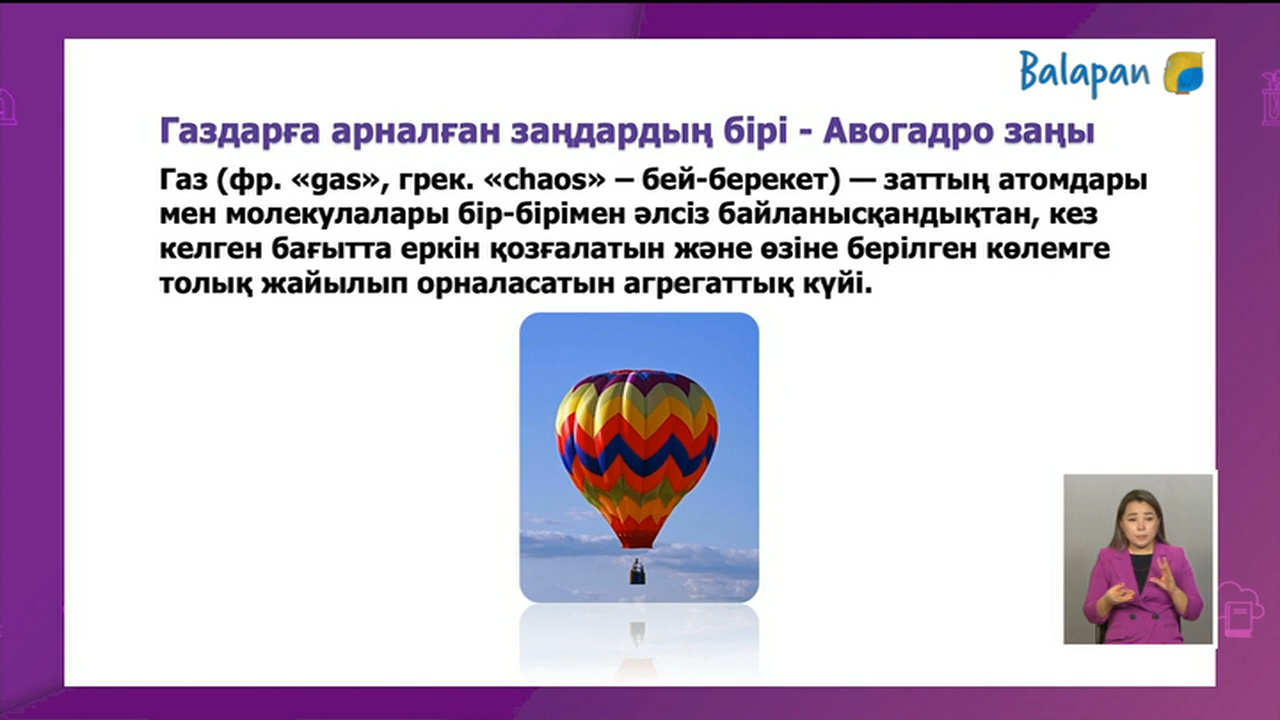 Balapan
Газдарға арналған заңдардың бірі - Авогадро заңы
Газ (фр. «gas», грек. «chaos» – бей-берекет) — заттың атомдары
мен молекулалары бір-бірімен әлсіз байланысқандықтан, кез
келген бағытта еркін қозғалатын және өзіне берілген көлемге
толық жайылып орналасатын агрегаттық күйі.